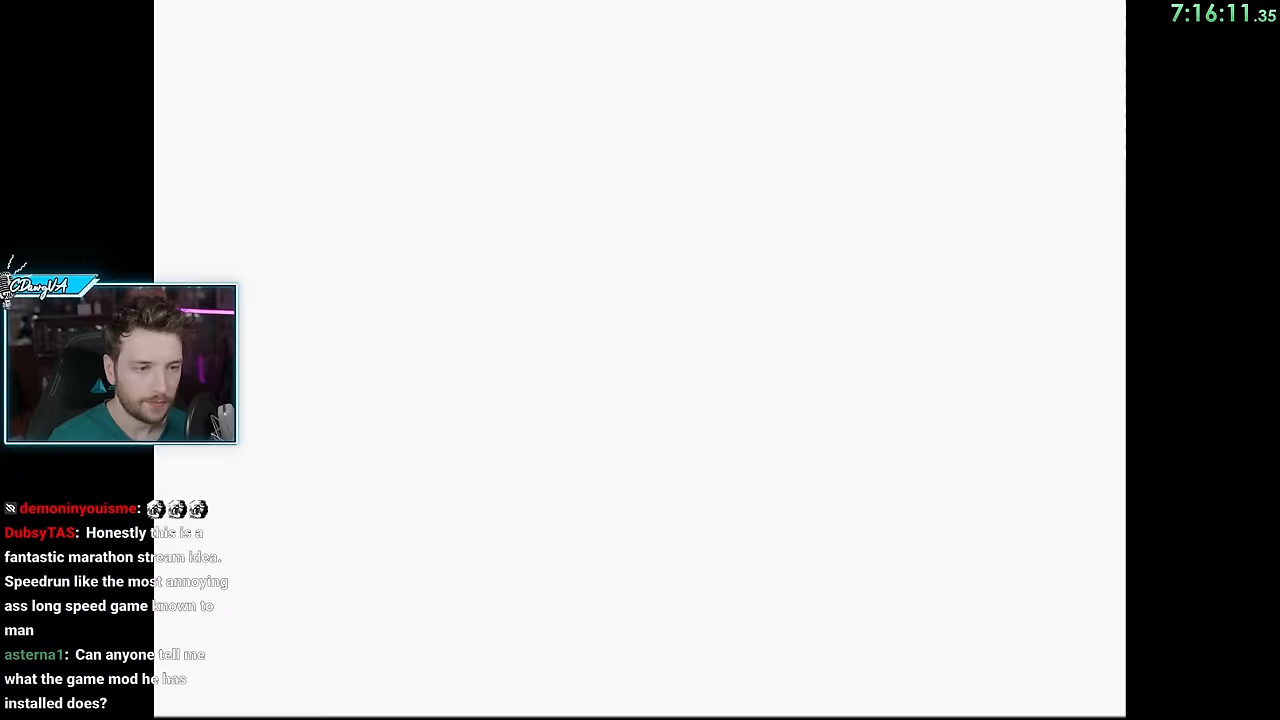 7:16:11.35
CDawgVA
demoninyouisme:
DubsyTAS: Honestly this is a
fantastic marathon stream idea.
Speedrun like the most annoying
ass long speed game known to
man
asterna1: Can anyone tell me
what the game mod he has
installed does?